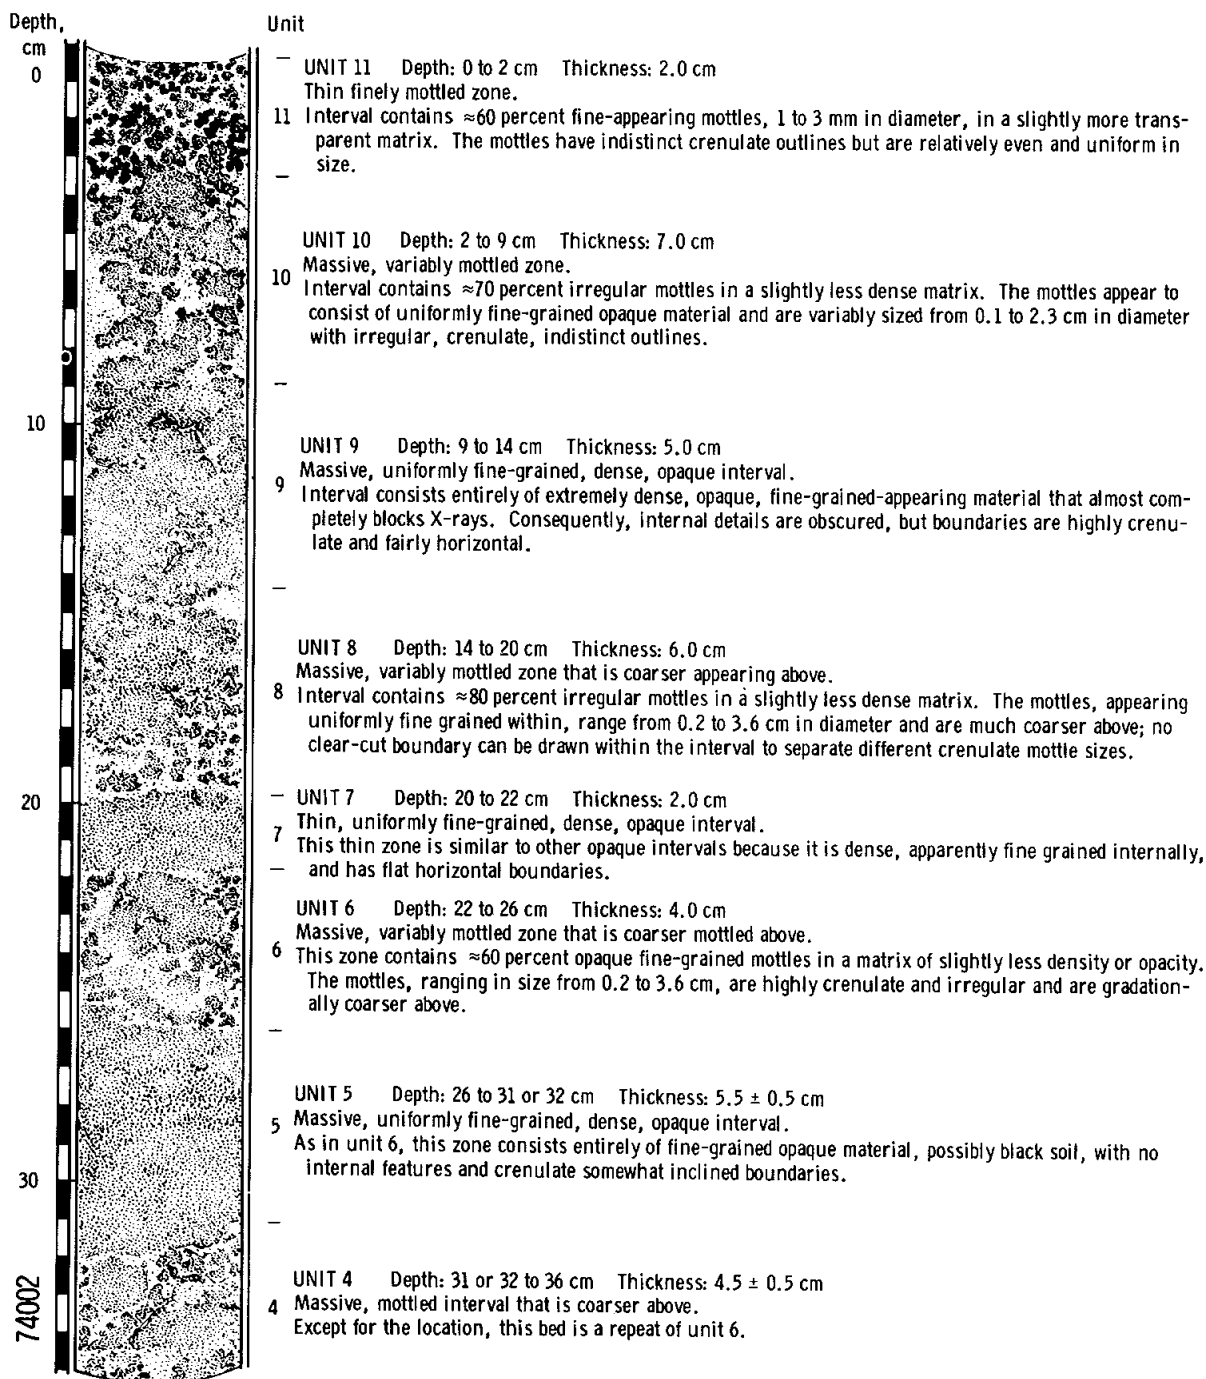 Depth,
cm
0
10
20
30
74002
Unit
UNIT 11 Depth: 0 to 2 cm Thickness: 2.0 cm
Thin finely mottled zone.
11 Interval contains ≈60 percent fine-appearing mottles, 1 to 3 mm in diameter, in a slightly more trans-
parent matrix. The mottles have indistinct crenulate outlines but are relatively even and uniform in
size.
UNIT 10 Depth: 2 to 9 cm Thickness: 7.0 cm
Massive, variably mottled zone.
10 Interval contains ≈70 percent irregular mottles in a slightly less dense matrix. The mottles appear to
consist of uniformly fine-grained opaque material and are variably sized from 0.1 to 2.3 cm in diameter
with irregular, crenulate, indistinct outlines.
UNIT 9 Depth: 9 to 14 cm Thickness: 5.0 cm
Massive, uniformly fine-grained, dense, opaque interval.
9 Interval consists entirely of extremely dense, opaque, fine-grained-appearing material that almost com-
pletely blocks X-rays. Consequently, internal details are obscured, but boundaries are highly crenu-
late and fairly horizontal.
UNIT 8 Depth: 14 to 20 cm Thickness: 6.0 cm
Massive, variably mottled zone that is coarser appearing above.
8 Interval contains ≈80 percent irregular mottles in a slightly less dense matrix. The mottles, appearing
uniformly fine grained within, range from 0.2 to 3.6 cm in diameter and are much coarser above; no
clear-cut boundary can be drawn within the interval to separate different crenulate mottle sizes.
UNIT 7 Depth: 20 to 22 cm Thickness: 2.0 cm
Thin, uniformly fine-grained, dense, opaque interval.
7 This thin zone is similar to other opaque intervals because it is dense, apparently fine grained internally,
and has flat horizontal boundaries.
UNIT 6 Depth: 22 to 26 cm Thickness: 4.0 cm
Massive, variably mottled zone that is coarser mottled above.
6 This zone contains ≈60 percent opaque fine-grained mottles in a matrix of slightly less density or opacity.
The mottles, ranging in size from 0.2 to 3.6 cm, are highly crenulate and irregular and are gradation-
ally coarser above.
UNIT 5 Depth: 26 to 31 or 32 cm Thickness: 5.5 ± 0.5 cm
Massive, uniformly fine-grained, dense, opaque interval.
5 As in unit 6, this zone consists entirely of fine-grained opaque material, possibly black soil, with no
internal features and crenulate somewhat inclined boundaries.
UNIT 4 Depth: 31 or 32 to 36 cm Thickness: 4.5 ± 0.5 cm
4 Massive, mottled interval that is coarser above.
Except for the location, this bed is a repeat of unit 6.